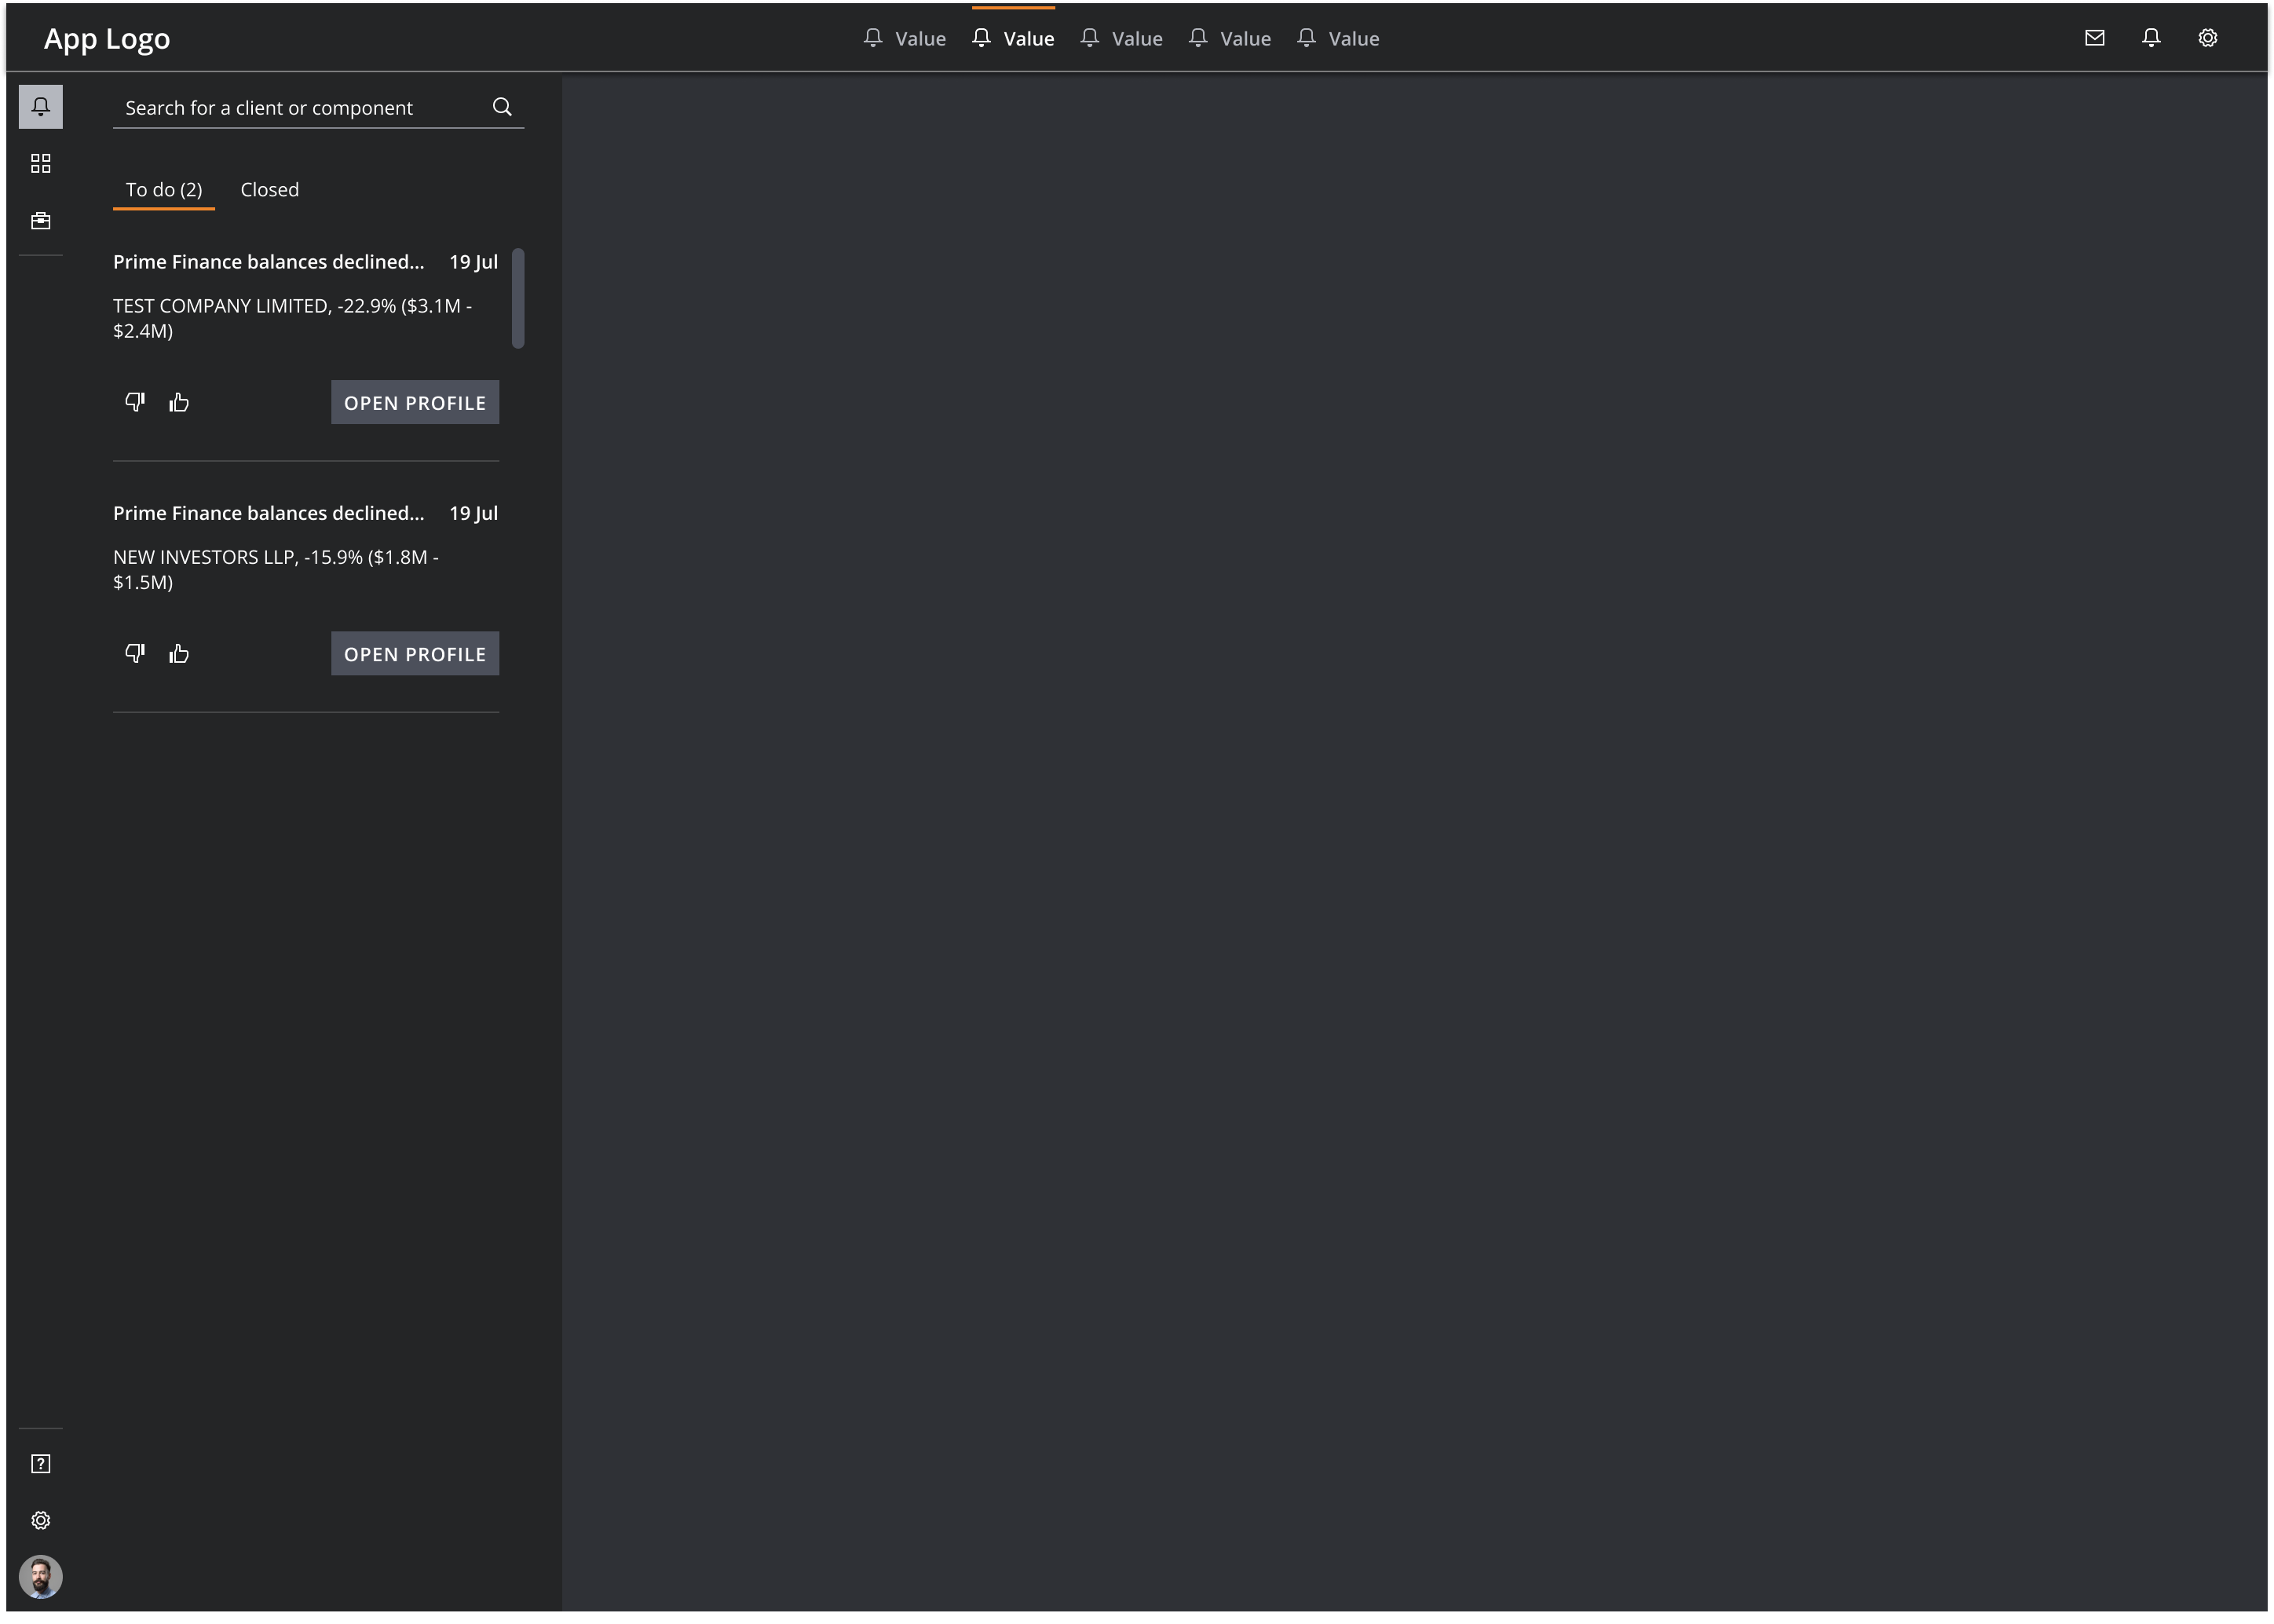 App Logo
Value Value Value Value Value
Search for a client or component
To do (2) Closed
Prime Finance balances declined... 19 Jul
TEST COMPANY LIMITED, -22.9% ($3.1M -
$2.4M)
OPEN PROFILE
Prime Finance balances declined... 19 Jul
NEW INVESTORS LLP, -15.9% ($1.8M -
$1.5M)
OPEN PROFILE
?